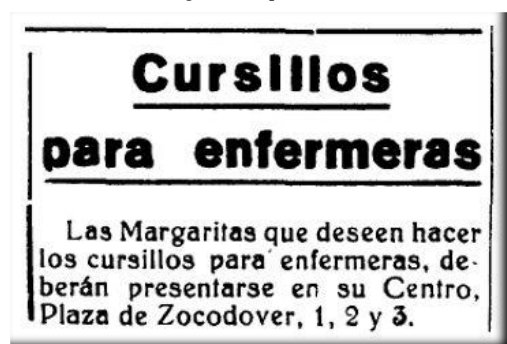 Cursillos
para enfermeras
Las Margaritas que deseen hacer
los cursillos para enfermeras, de-
berán presentarse en su Centro,
Plaza de Zocodover, 1, 2 y 3.